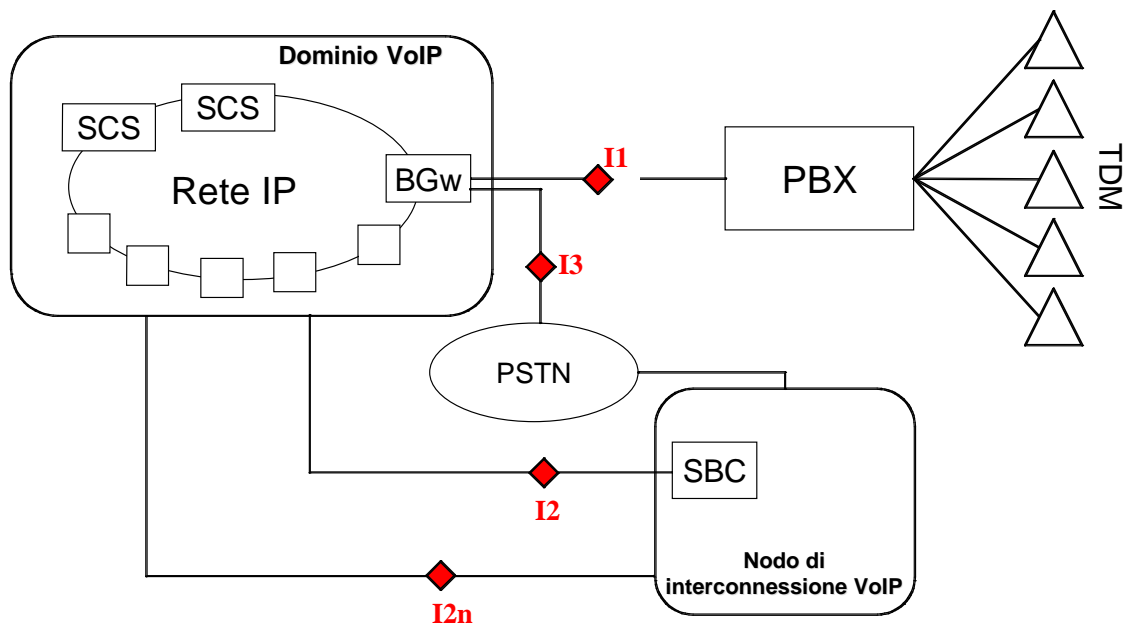 Dominio VoIP
SCS
SCS
Rete IP
BGw
I1
PBX
TDM
I3
PSTN
SBC
I2
Nodo di
interconnessione VoIP
I2n